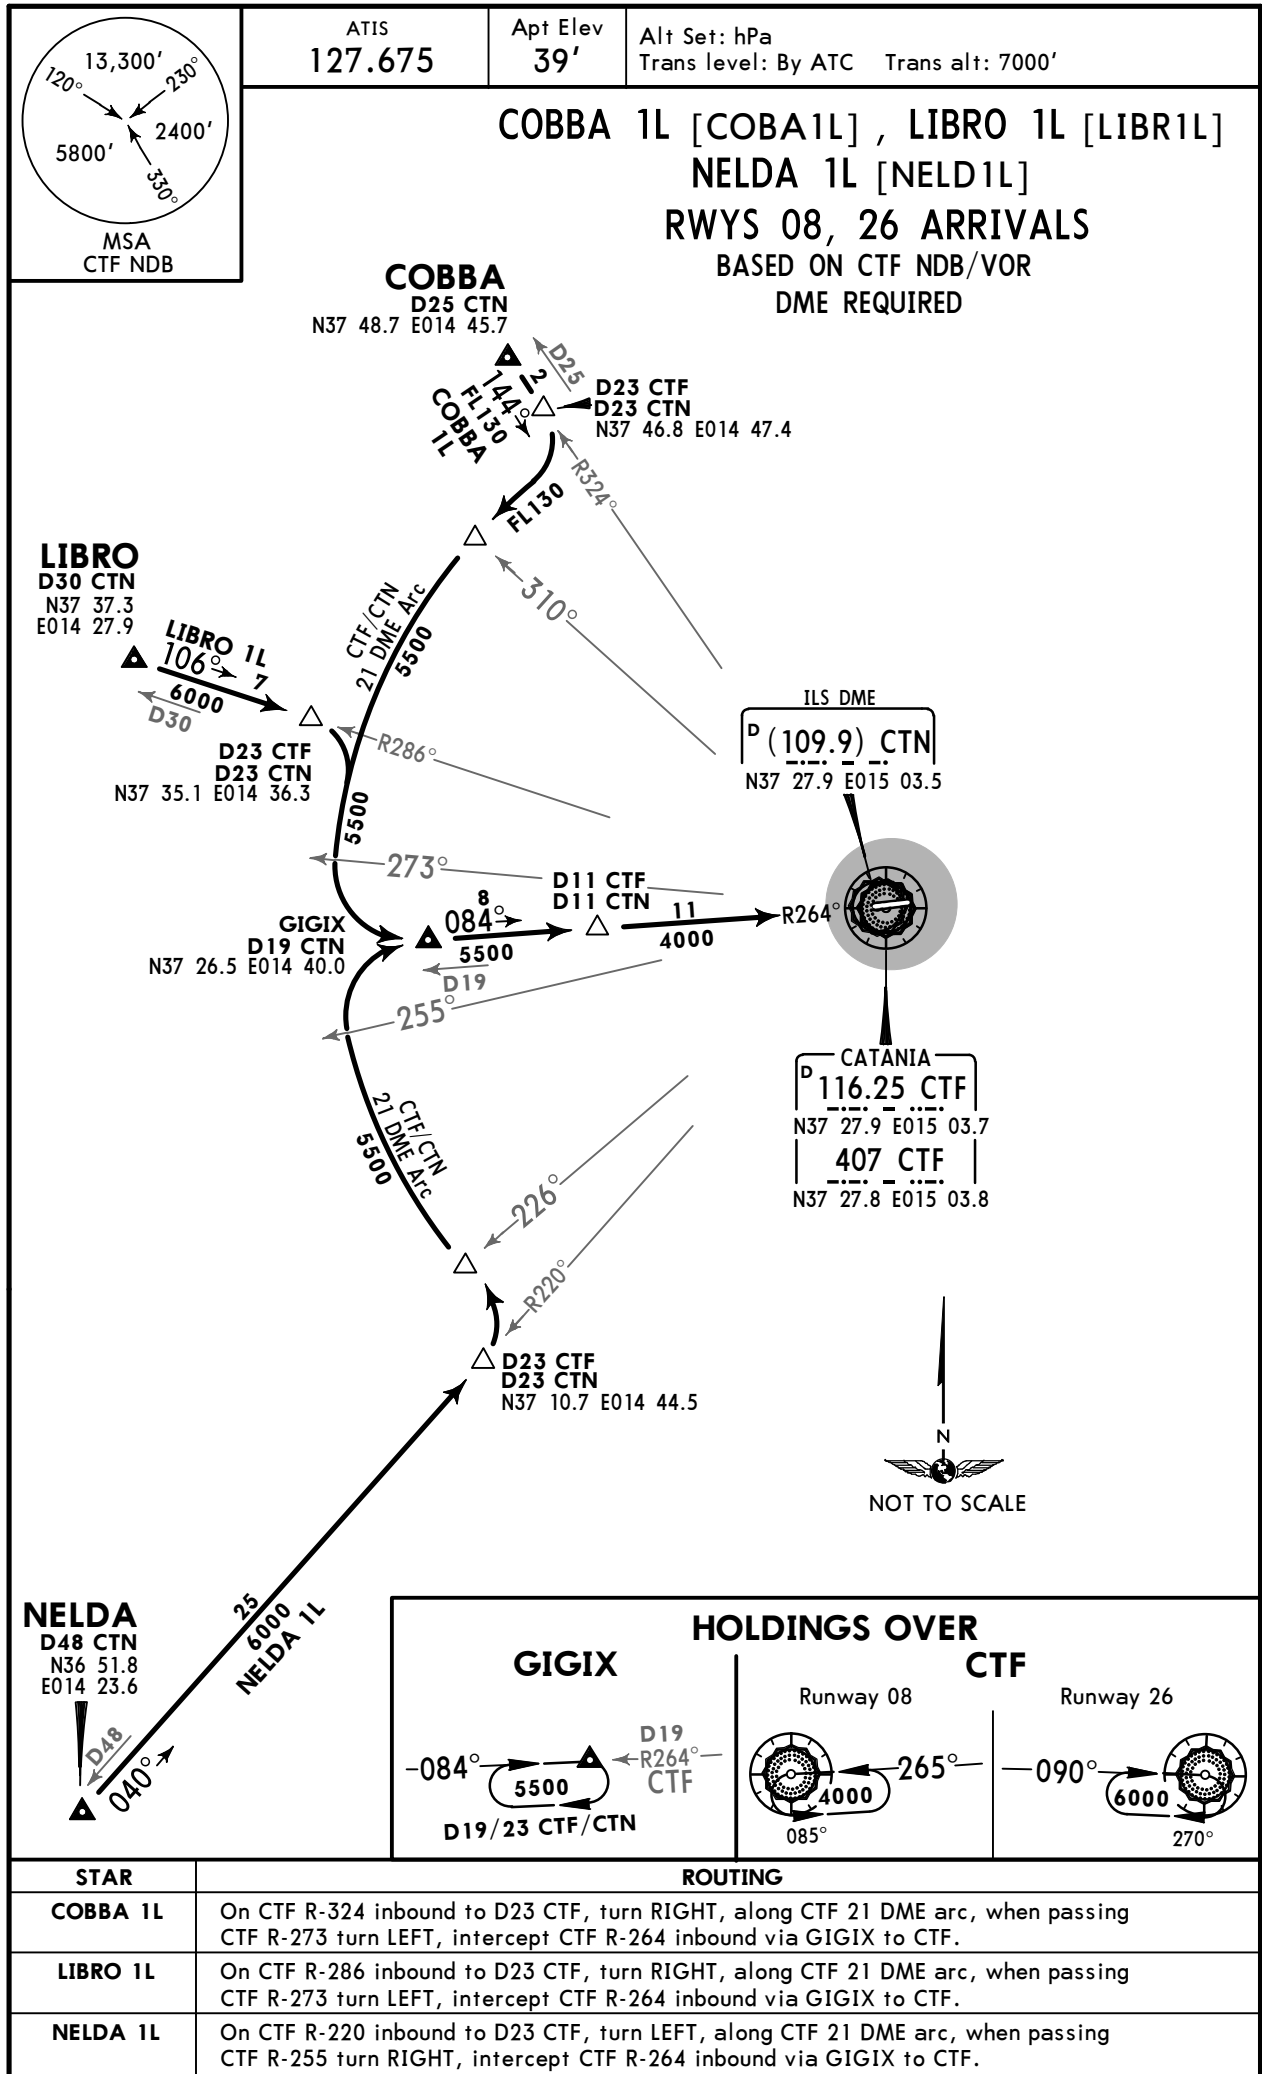 ATIS
127.675
Apt Elev
39'
Alt Set: hPa
Trans level: By ATC Trans alt: 7000'
13,300'
120°
230°
2400'
5800'
330°
MSA
CTF NDB
COBBA 1L [COBA1L] , LIBRO 1L [LIBR1L]
NELDA 1L [NELD1L]
RWYS 08, 26 ARRIVALS
BASED ON CTF NDB/VOR
DME REQUIRED
COBBA
D25 CTN
N37 48.7 E014 45.7
D25
2
144°
FL130
COBBA
1L
D23 CTF
D23 CTN
N37 46.8 E014 47.4
R324°
FL130
310°
LIBRO
D30 CTN
N37 37.3
E014 27.9
LIBRO 1L
106°
7
6000
D30
CTF/CTN
21 DME Arc
5500
D23 CTF
D23 CTN
N37 35.1 E014 36.3
R286°
ILS DME
D (109.9) CTN
N37 27.9 E015 03.5
5500
273°
D11 CTF
D11 CTN
8
084°
5500
11
4000
R264°
GIGIX
D19 CTN
N37 26.5 E014 40.0
D19
255°
CATANIA
D 116.25 CTF
N37 27.9 E015 03.7
407 CTF
N37 27.8 E015 03.8
CTF/CTN
21 DME Arc
5500
226°
R220°
D23 CTF
D23 CTN
N37 10.7 E014 44.5
N
NOT TO SCALE
25
6000
NELDA 1L
NELDA
D48 CTN
N36 51.8
E014 23.6
D48
040°
HOLDINGS OVER
GIGIX
084°
5500
D19
R264°
CTF
D19/23 CTF/CTN
CTF
Runway 08
265°
4000
085°
Runway 26
090°
6000
270°
STAR ROUTING
COBBA 1L On CTF R-324 inbound to D23 CTF, turn RIGHT, along CTF 21 DME arc, when passing
CTF R-273 turn LEFT, intercept CTF R-264 inbound via GIGIX to CTF.
LIBRO 1L On CTF R-286 inbound to D23 CTF, turn RIGHT, along CTF 21 DME arc, when passing
CTF R-273 turn LEFT, intercept CTF R-264 inbound via GIGIX to CTF.
NELDA 1L On CTF R-220 inbound to D23 CTF, turn LEFT, along CTF 21 DME arc, when passing
CTF R-255 turn RIGHT, intercept CTF R-264 inbound via GIGIX to CTF.